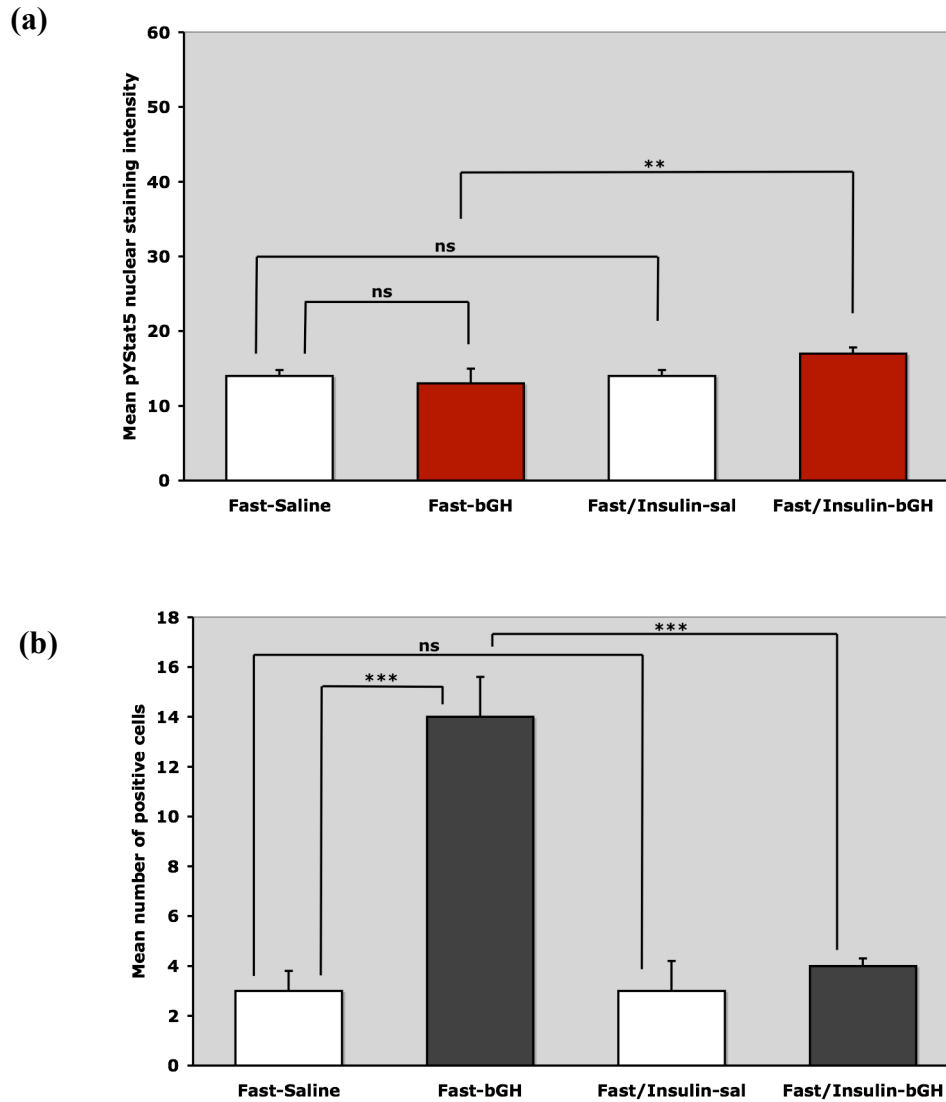 (a)
Mean pYStat5 nuclear staining intensity
60
50
40
30
20
10
0
**
ns
ns
Fast-Saline Fast-bGH Fast/Insulin-sal Fast/Insulin-bGH
(b)
Mean number of positive cells
18
16
14
12
10
8
6
4
2
0
***
ns
***
Fast-Saline Fast-bGH Fast/Insulin-sal Fast/Insulin-bGH